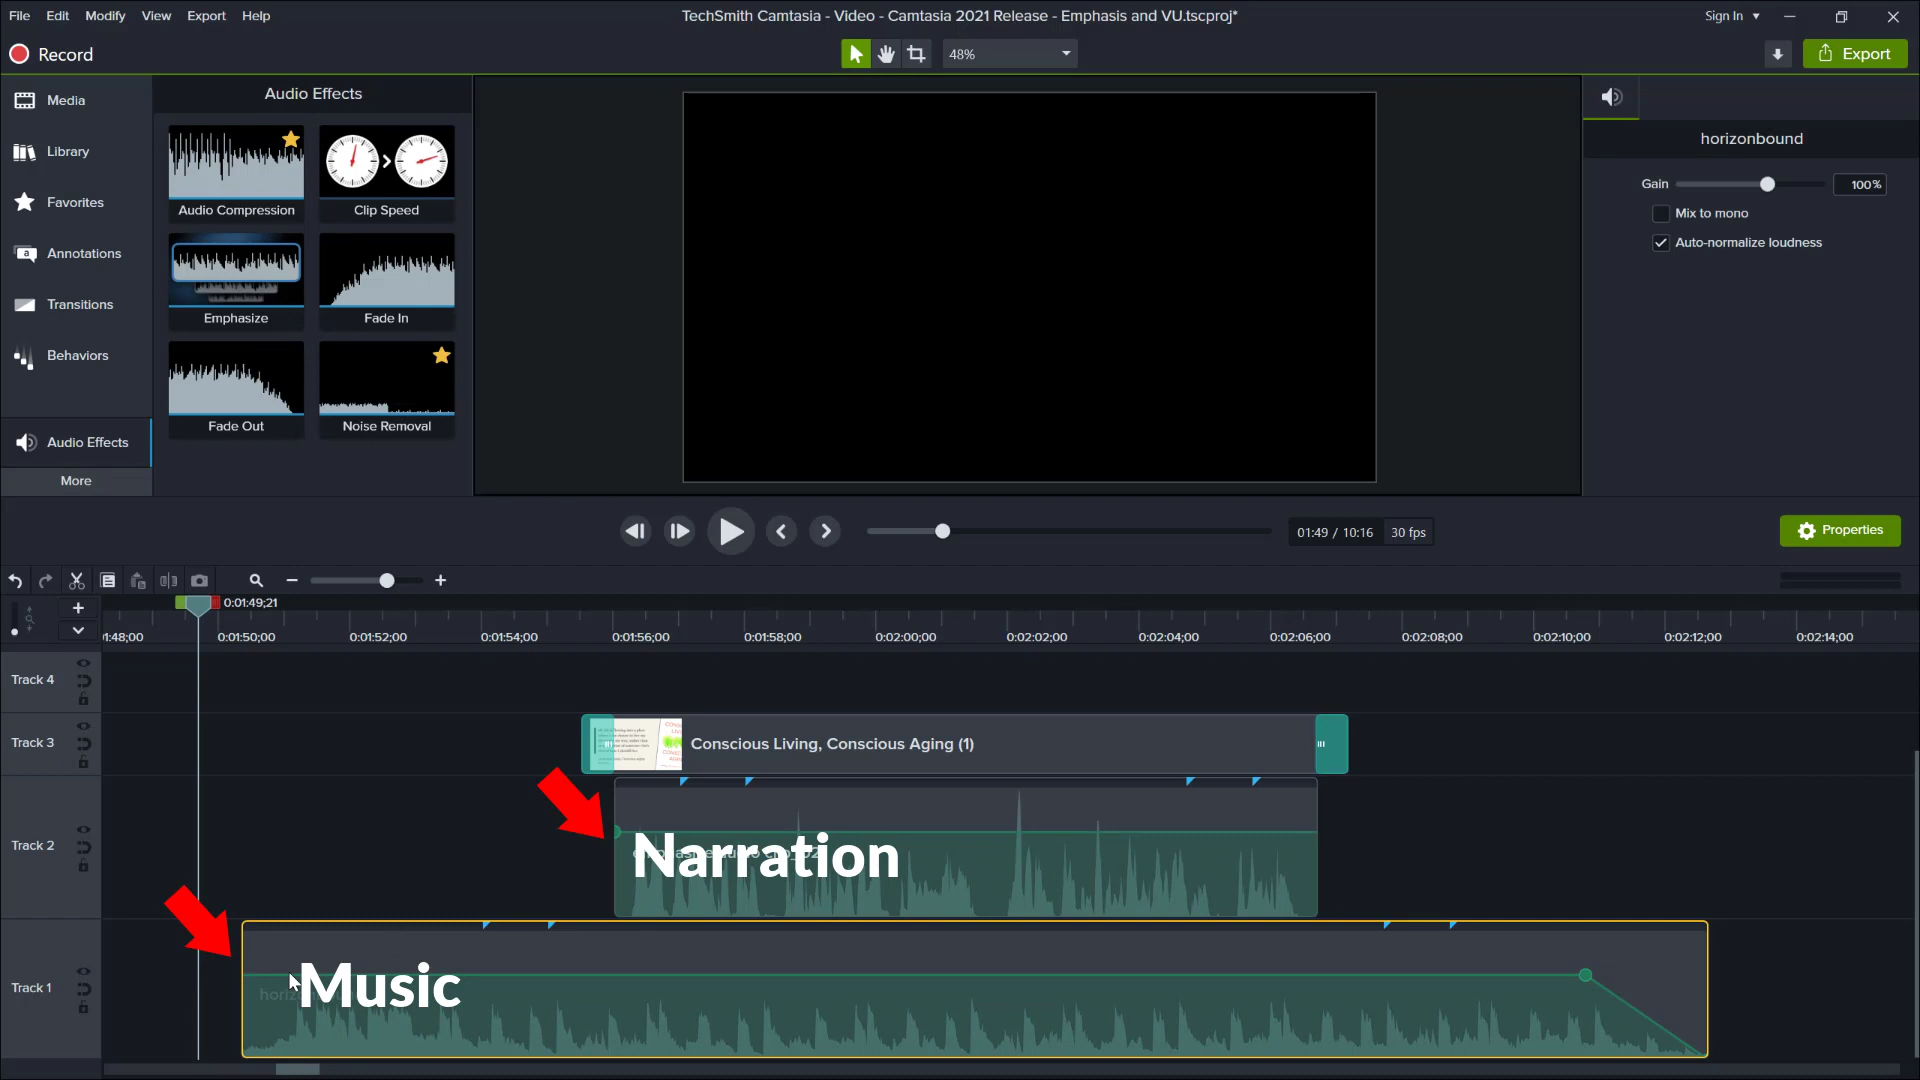 File Edit Modify View Export Help
TechSmith Camtasia - Video - Camtasia 2021 Release - Emphasis and VU.tscproj*
Sign In
Record
48%
Export
Media
Library
Favorites
Annotations
Transitions
Behaviors
Audio Effects
More
Audio Effects
Audio Compression
Clip Speed
Emphasize
Fade In
Fade Out
Noise Removal
horizonbound
Gain 100%
Mix to mono
Auto-normalize loudness
01:49 / 10:16 30 fps
Properties
0:01:49;21
0:01:50;00 0:01:52;00 0:01:54;00 0:01:56;00 0:01:58;00 0:02:00;00 0:02:02;00 0:02:04;00 0:02:06;00 0:02:08;00 0:02:10;00 0:02:12;00 0:02:14;00
Track 4
Track 3
Conscious Living, Conscious Aging (1)
Track 2
Narration
Track 1
Music